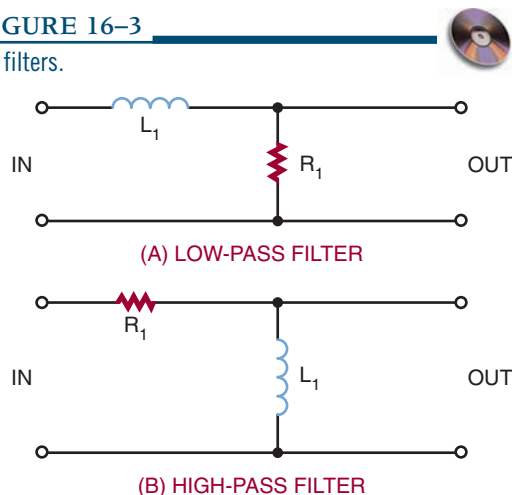 GURE 16–3
filters.
L1
IN
R1
OUT
(A) LOW-PASS FILTER
R1
IN
L1
OUT
(B) HIGH-PASS FILTER